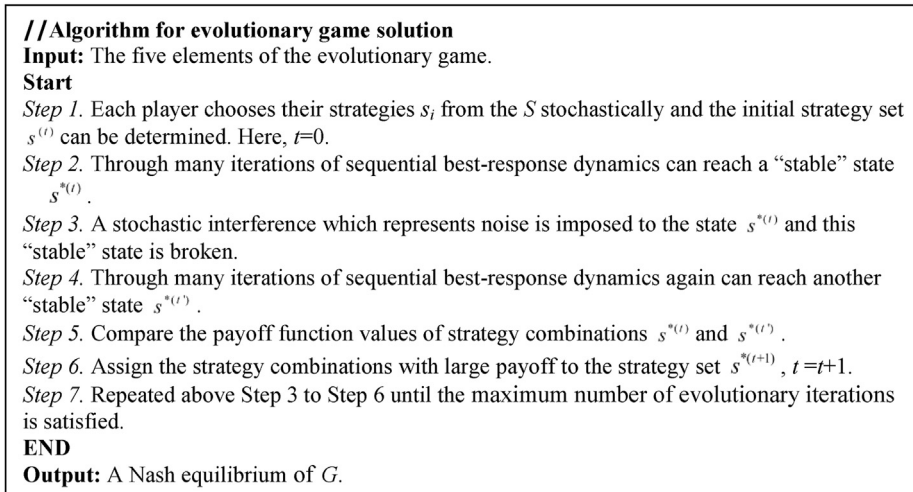 //Algorithm for evolutionary game solution
Input: The five elements of the evolutionary game.
Start
Step 1. Each player chooses their strategies s_i from the S stochastically and the initial strategy set
s^(t) can be determined. Here, t=0.
Step 2. Through many iterations of sequential best-response dynamics can reach a “stable” state
s^*(t) .
Step 3. A stochastic interference which represents noise is imposed to the state s^*(t) and this
“stable” state is broken.
Step 4. Through many iterations of sequential best-response dynamics again can reach another
“stable” state s^*(t') .
Step 5. Compare the payoff function values of strategy combinations s^*(t) and s^*(t') .
Step 6. Assign the strategy combinations with large payoff to the strategy set s^*(t+1) , t =t+1.
Step 7. Repeated above Step 3 to Step 6 until the maximum number of evolutionary iterations
is satisfied.
END
Output: A Nash equilibrium of G.